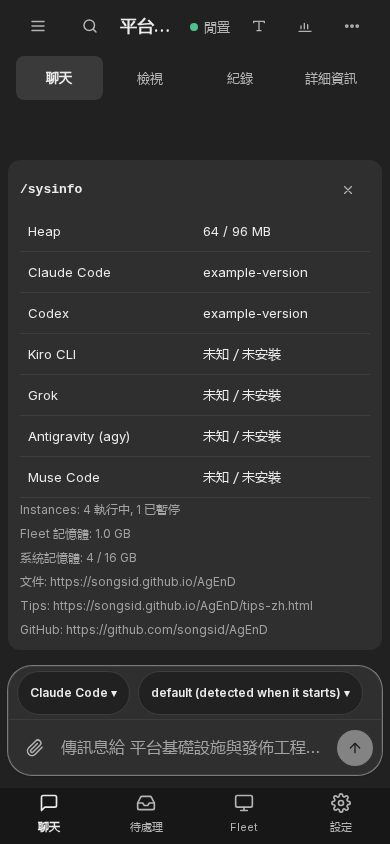 平台…
閒置
聊天
檢視
紀錄
詳細資訊
/sysinfo
Heap 64 / 96 MB
Claude Code example-version
Codex example-version
Kiro CLI 未知 / 未安裝
Grok 未知 / 未安裝
Antigravity (agy) 未知 / 未安裝
Muse Code 未知 / 未安裝
Instances: 4 執行中, 1 已暫停
Fleet 記憶體: 1.0 GB
系統記憶體: 4 / 16 GB
文件: https://songsid.github.io/AgEnD
Tips: https://songsid.github.io/AgEnD/tips-zh.html
GitHub: https://github.com/songsid/AgEnD
Claude Code ▾
default (detected when it starts) ▾
傳訊息給 平台基礎設施與發佈工程…
聊天
待處理
Fleet
設定